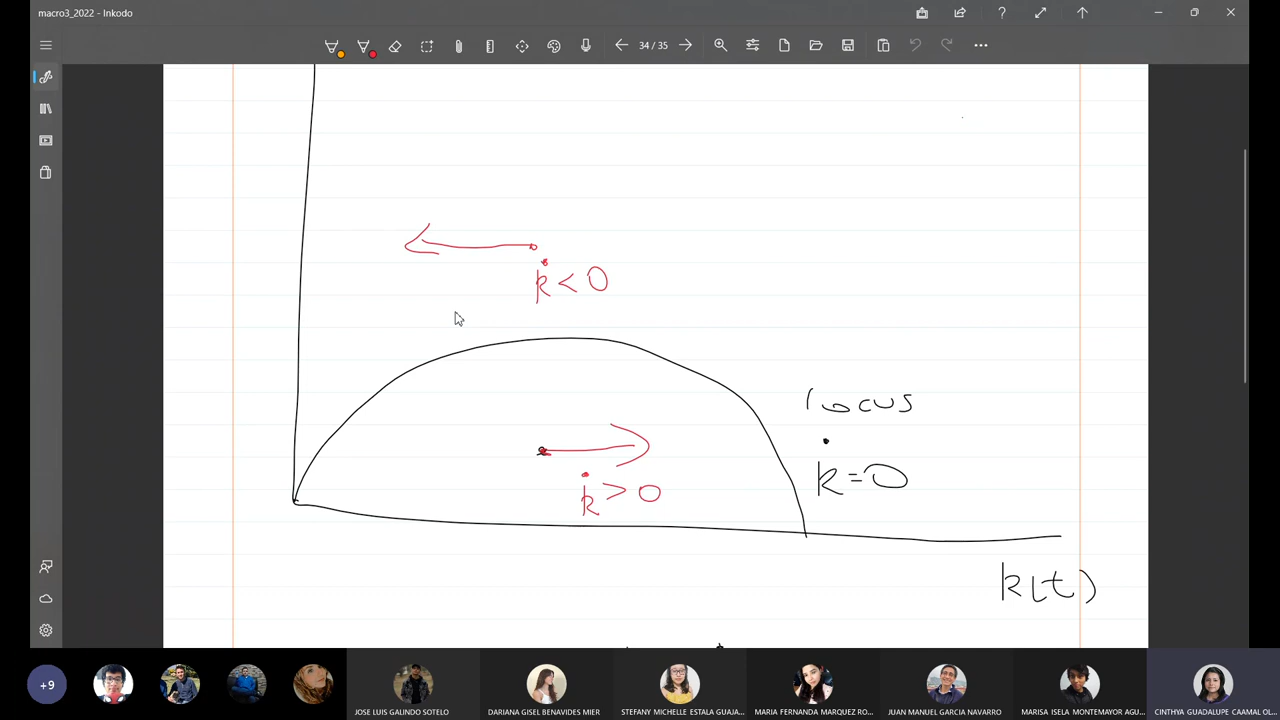 macro3_2022 - Inkodo
34 / 35
k̇ < 0
locus
k̇ = 0
k̇ > 0
k(t)
+9
JOSE LUIS GALINDO SOTELO
DARIANA GISEL BENAVIDES MIER
STEFANY MICHELLE ESTALA GUAJA...
MARIA FERNANDA MARQUEZ RO...
JUAN MANUEL GARCIA NAVARRO
MARISA ISELA MONTEMAYOR AGU...
CINTHYA GUADALUPE CAAMAL OL...